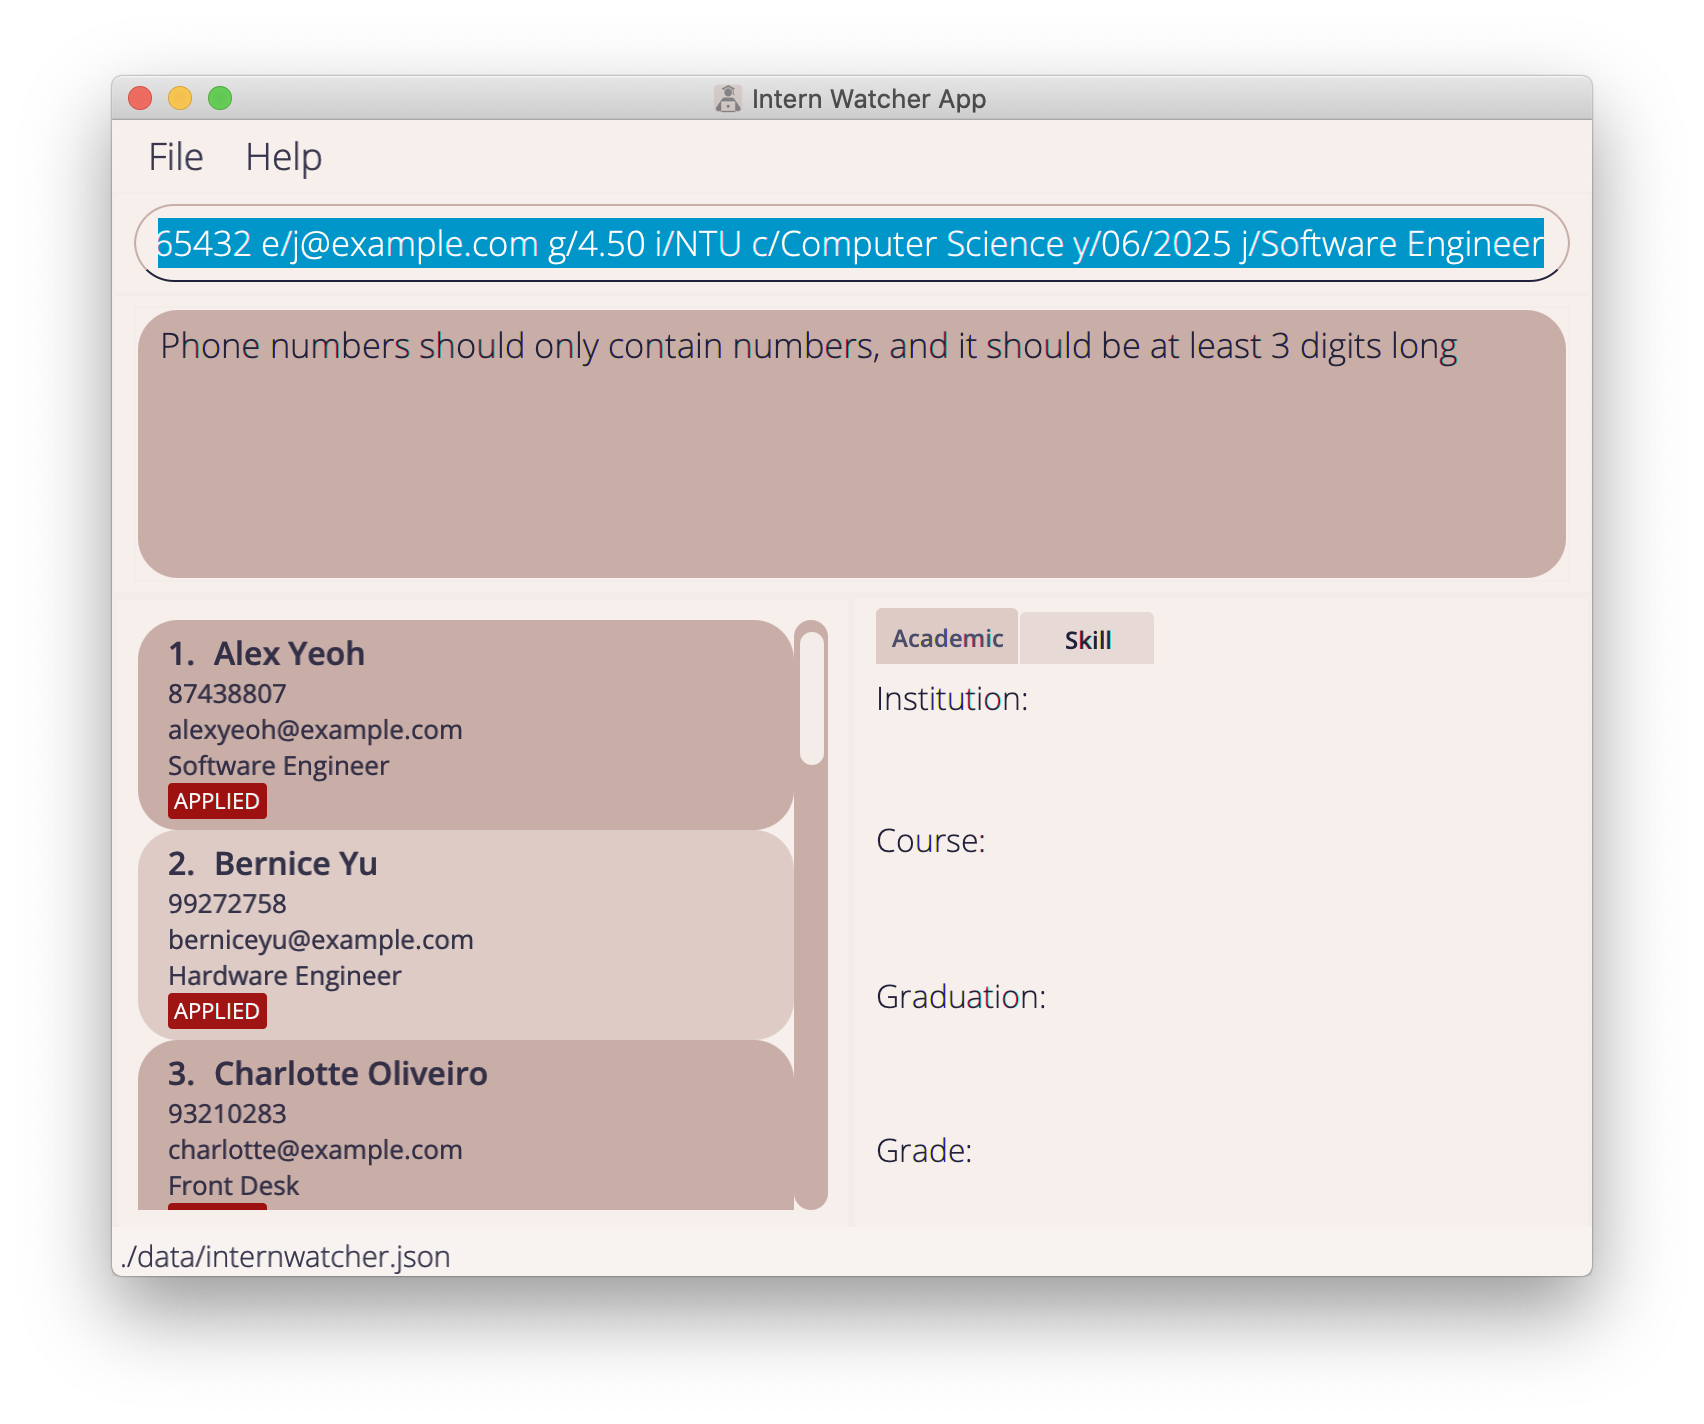 Intern Watcher App
File Help
65432 e/j@example.com g/4.50 i/NTU c/Computer Science y/06/2025 j/Software Engineer
Phone numbers should only contain numbers, and it should be at least 3 digits long
1. Alex Yeoh
87438807
alexyeoh@example.com
Software Engineer
APPLIED
2. Bernice Yu
99272758
berniceyu@example.com
Hardware Engineer
APPLIED
3. Charlotte Oliveiro
93210283
charlotte@example.com
Front Desk
Academic Skill
Institution:
Course:
Graduation:
Grade:
./data/internwatcher.json